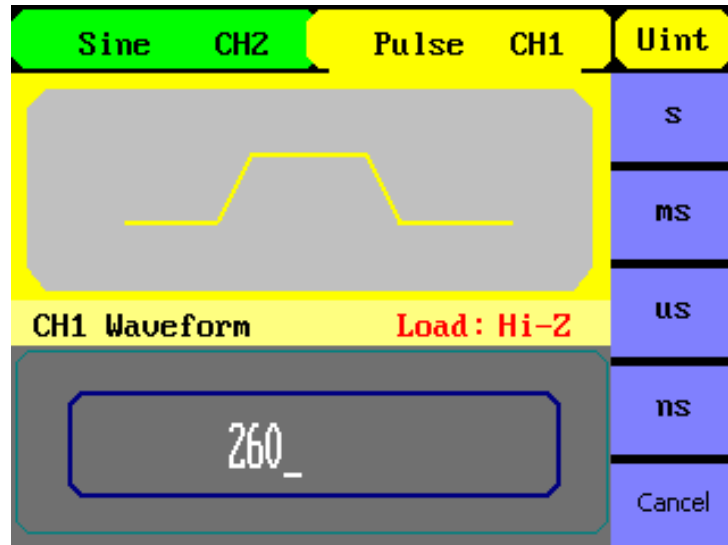 Sine CH2 Pulse CH1 Uint
s
ms
CH1 Waveform Load: Hi-Z us
ns
260_
Cancel